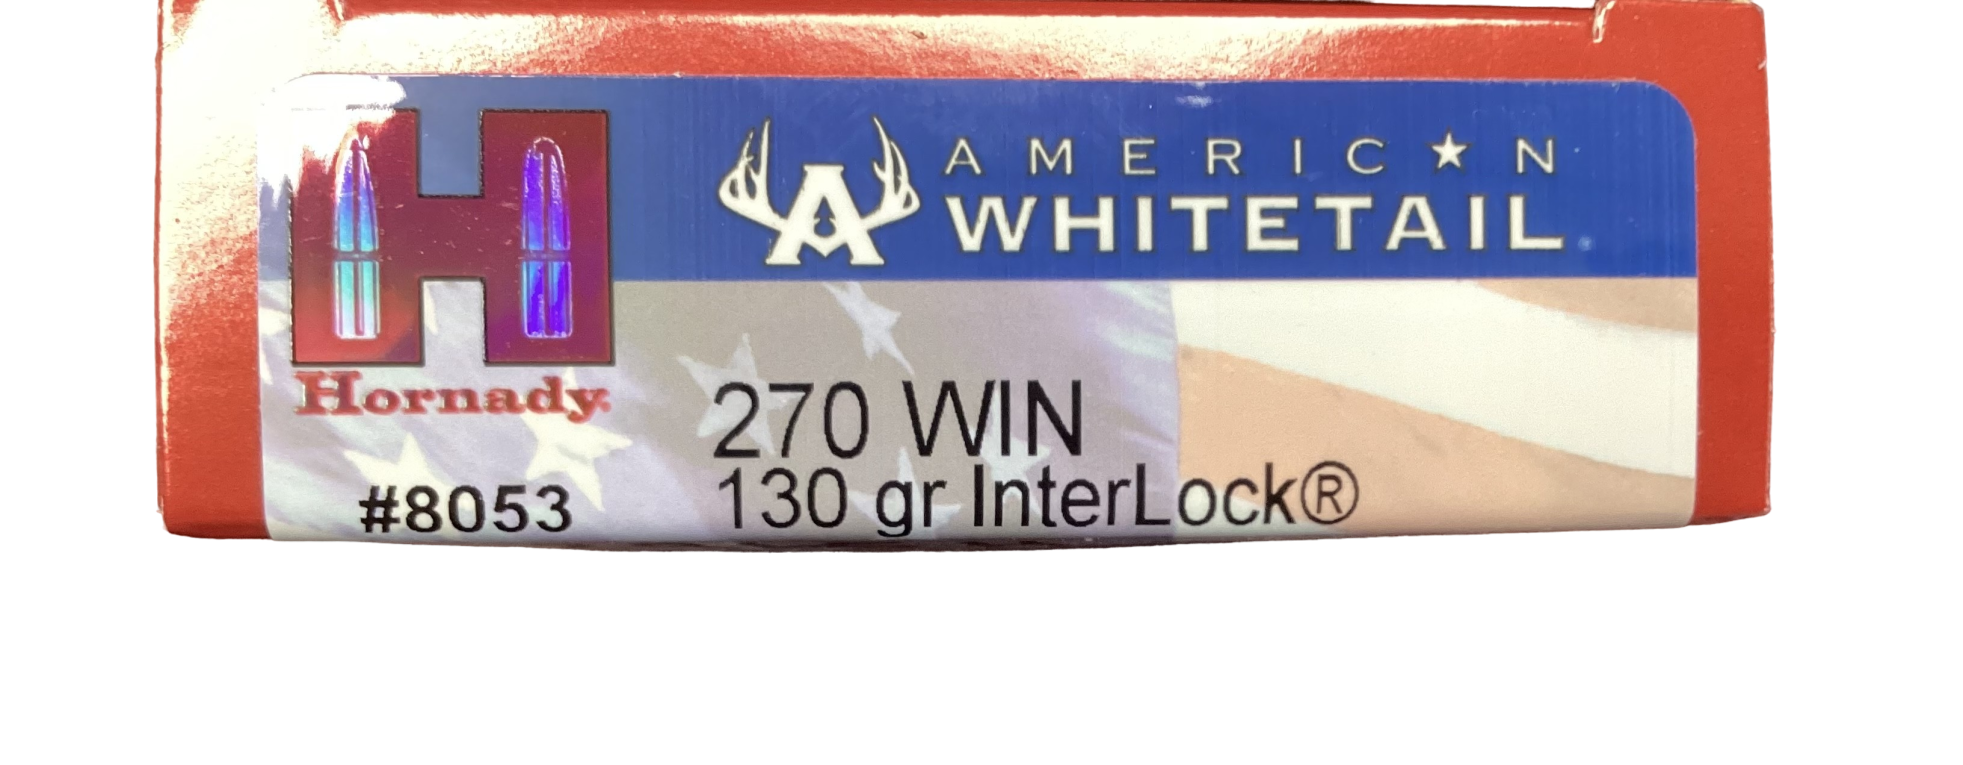 AMERIC★N
WHITETAIL
Hornady
270 WIN
130 gr InterLock®
#8053